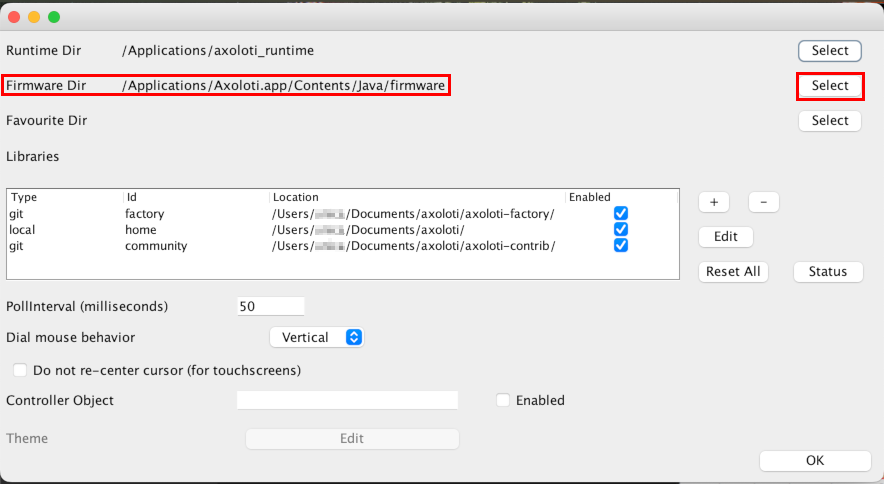 Runtime Dir /Applications/axoloti_runtime Select
Firmware Dir /Applications/Axoloti.app/Contents/Java/firmware Select
Favourite Dir Select
Libraries
Type Id Location Enabled
git factory /Users/ /Documents/axoloti/axoloti-factory/
local home /Users/ /Documents/axoloti/
git community /Users/ /Documents/axoloti/axoloti-contrib/
+ -
Edit
Reset All Status
PollInterval (milliseconds) 50
Dial mouse behavior Vertical
Do not re-center cursor (for touchscreens)
Controller Object Enabled
Theme Edit
OK